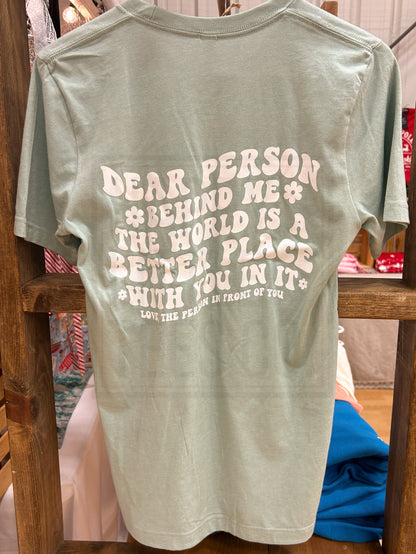 DEAR PERSON
BEHIND ME
THE WORLD IS A
BETTER PLACE
WITH YOU IN IT
LOVE THE PERSON IN FRONT OF YOU